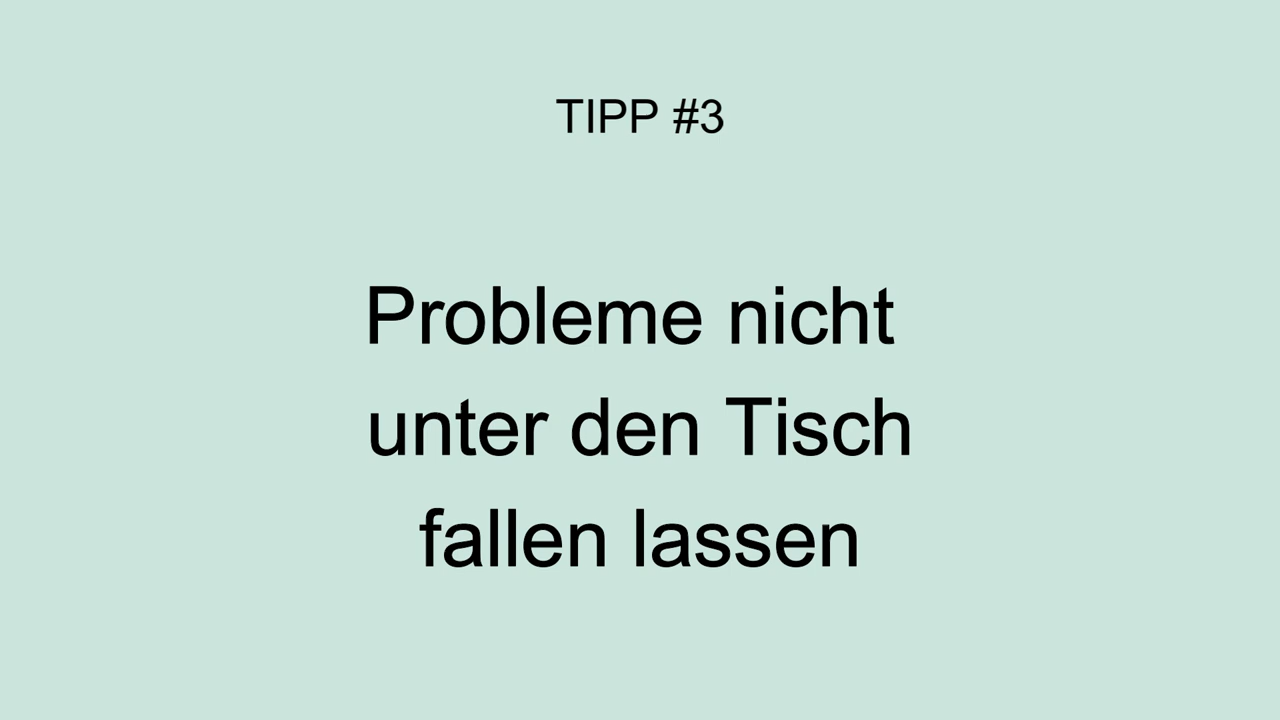 TIPP #3
Probleme nicht
unter den Tisch
fallen lassen